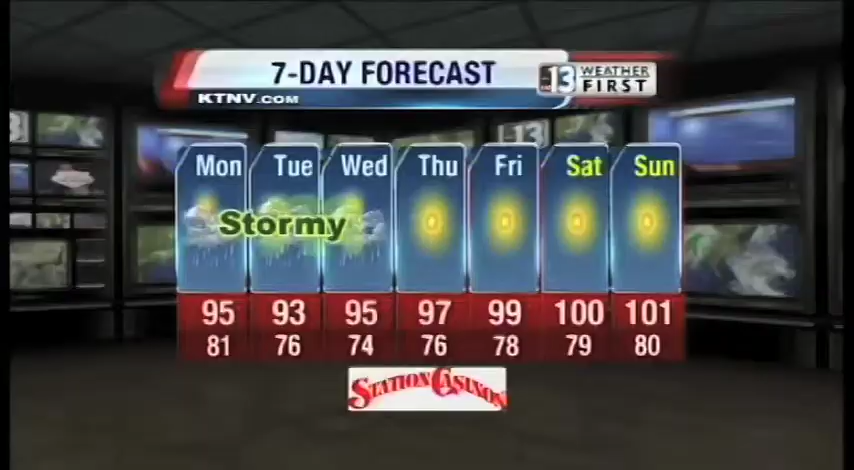 7-DAY FORECAST
13 WEATHER FIRST
KTNV.COM
Mon Tue Wed Thu Fri Sat Sun
Stormy
95 93 95 97 99 100 101
81 76 74 76 78 79 80
STATION CASINOS